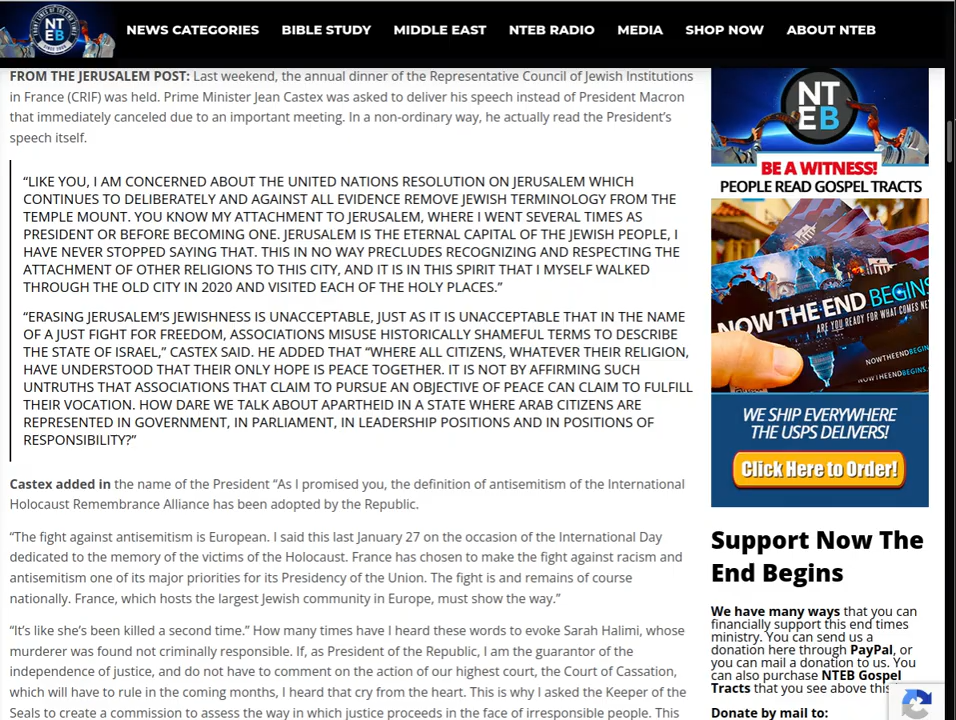 NT
EB
NEWS CATEGORIES
BIBLE STUDY
MIDDLE EAST
NTEB RADIO
MEDIA
SHOP NOW
ABOUT NTEB
FROM THE JERUSALEM POST: Last weekend, the annual dinner of the Representative Council of Jewish Institutions
in France (CRIF) was held. Prime Minister Jean Castex was asked to deliver his speech instead of President Macron
that immediately canceled due to an important meeting. In a non-ordinary way, he actually read the President’s
speech itself.
“LIKE YOU, I AM CONCERNED ABOUT THE UNITED NATIONS RESOLUTION ON JERUSALEM WHICH
CONTINUES TO DELIBERATELY AND AGAINST ALL EVIDENCE REMOVE JEWISH TERMINOLOGY FROM THE
TEMPLE MOUNT. YOU KNOW MY ATTACHMENT TO JERUSALEM, WHERE I WENT SEVERAL TIMES AS
PRESIDENT OR BEFORE BECOMING ONE. JERUSALEM IS THE ETERNAL CAPITAL OF THE JEWISH PEOPLE, I
HAVE NEVER STOPPED SAYING THAT. THIS IN NO WAY PRECLUDES RECOGNIZING AND RESPECTING THE
ATTACHMENT OF OTHER RELIGIONS TO THIS CITY, AND IT IS IN THIS SPIRIT THAT I MYSELF WALKED
THROUGH THE OLD CITY IN 2020 AND VISITED EACH OF THE HOLY PLACES.”
“ERASING JERUSALEM’S JEWISHNESS IS UNACCEPTABLE, JUST AS IT IS UNACCEPTABLE THAT IN THE NAME
OF A JUST FIGHT FOR FREEDOM, ASSOCIATIONS MISUSE HISTORICALLY SHAMEFUL TERMS TO DESCRIBE
THE STATE OF ISRAEL,” CASTEX SAID. HE ADDED THAT “WHERE ALL CITIZENS, WHATEVER THEIR RELIGION,
HAVE UNDERSTOOD THAT THEIR ONLY HOPE IS PEACE TOGETHER. IT IS NOT BY AFFIRMING SUCH
UNTRUTHS THAT ASSOCIATIONS THAT CLAIM TO PURSUE AN OBJECTIVE OF PEACE CAN CLAIM TO FULFILL
THEIR VOCATION. HOW DARE WE TALK ABOUT APARTHEID IN A STATE WHERE ARAB CITIZENS ARE
REPRESENTED IN GOVERNMENT, IN PARLIAMENT, IN LEADERSHIP POSITIONS AND IN POSITIONS OF
RESPONSIBILITY?”
Castex added in the name of the President “As I promised you, the definition of antisemitism of the International
Holocaust Remembrance Alliance has been adopted by the Republic.
“The fight against antisemitism is European. I said this last January 27 on the occasion of the International Day
dedicated to the memory of the victims of the Holocaust. France has chosen to make the fight against racism and
antisemitism one of its major priorities for its Presidency of the Union. The fight is and remains of course
nationally. France, which hosts the largest Jewish community in Europe, must show the way.”
“It’s like she’s been killed a second time.” How many times have I heard these words to evoke Sarah Halimi, whose
murderer was found not criminally responsible. If, as President of the Republic, I am the guarantor of the
independence of justice, and do not have to comment on the action of our highest court, the Court of Cassation,
which will have to rule in the coming months, I heard that cry from the heart. This is why I asked the Keeper of the
Seals to create a commission to assess the way in which justice proceeds in the face of irresponsible people. This
NT
EB
BE A WITNESS!
PEOPLE READ GOSPEL TRACTS
NOW THE END BEGINS
ARE YOU READY FOR WHAT COMES NE
NOWTHEENDBEGIN
NOWTHEENDBEGINS.
WE SHIP EVERYWHERE
THE USPS DELIVERS!
Click Here to Order!
Support Now The
End Begins
We have many ways that you can
financially support this end times
ministry. You can send us a
donation here through PayPal, or
you can mail a donation to us. You
can also purchase NTEB Gospel
Tracts that you see above this
Donate by mail to: